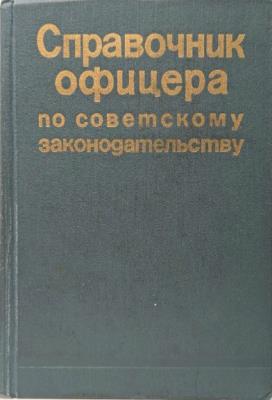 Справочник
офицера
по советскому
законодательству